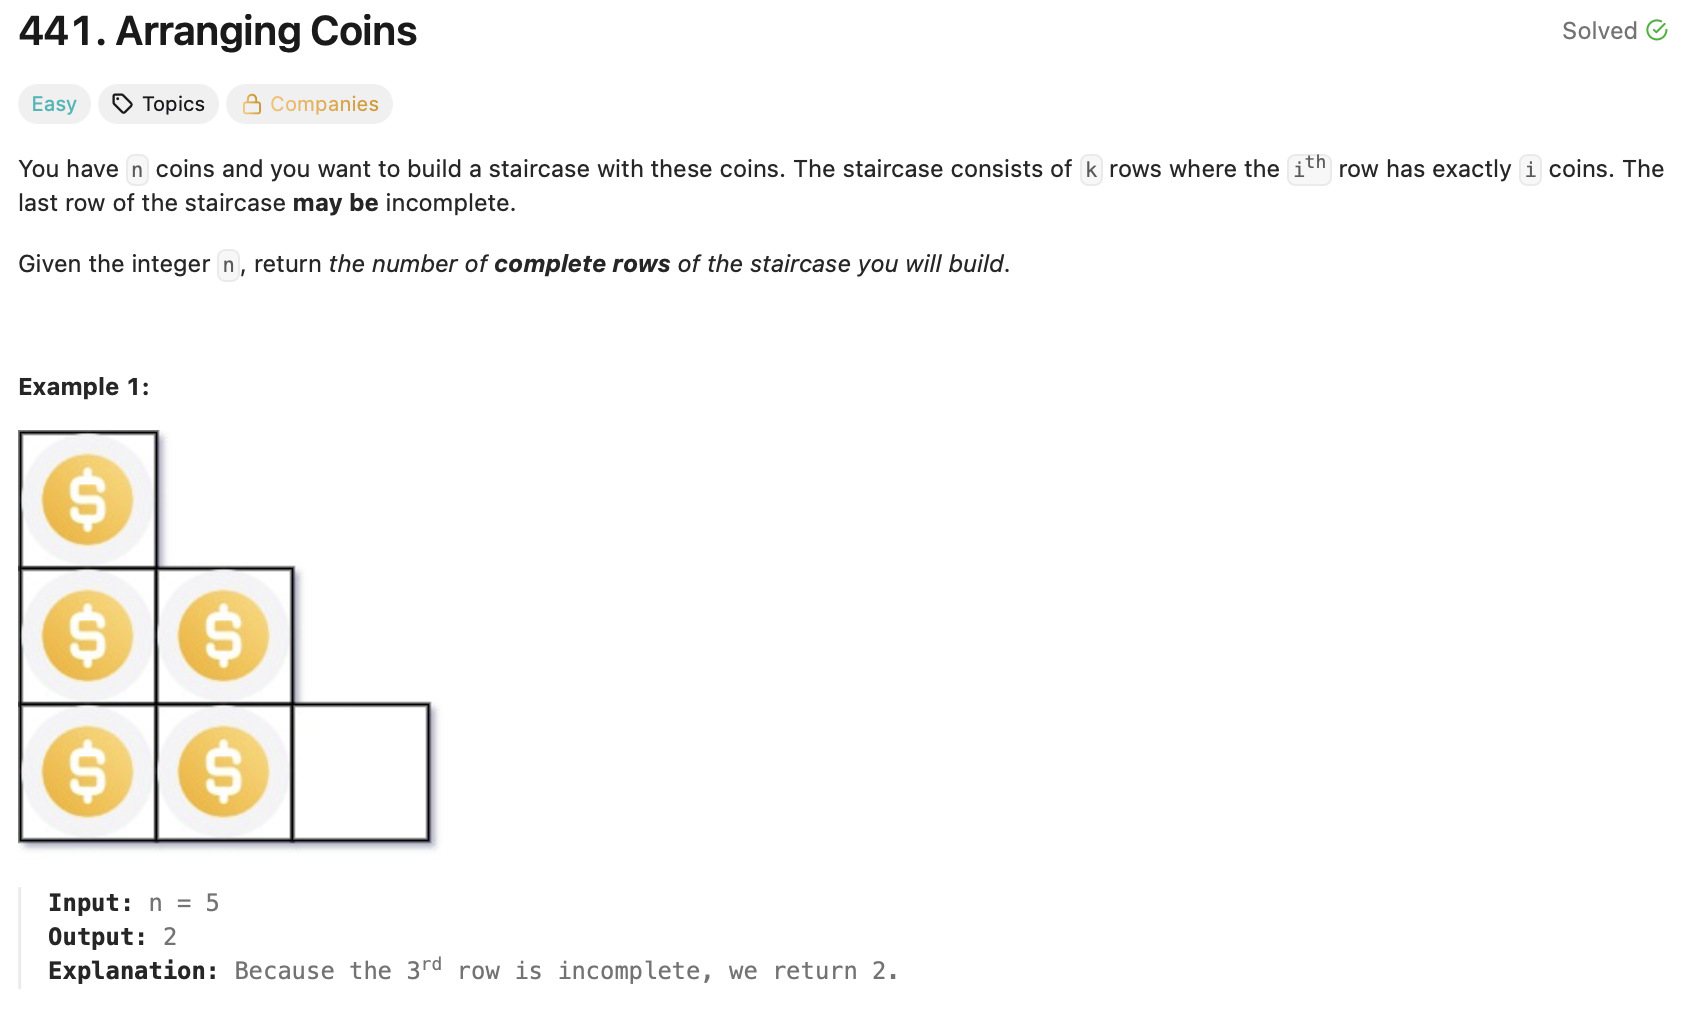 441. Arranging Coins
Solved
Easy
Topics
Companies
You have n coins and you want to build a staircase with these coins. The staircase consists of k rows where the ith row has exactly i coins. The
last row of the staircase may be incomplete.
Given the integer n, return the number of complete rows of the staircase you will build.
Example 1:
$
$ $
$ $
Input: n = 5
Output: 2
Explanation: Because the 3rd row is incomplete, we return 2.